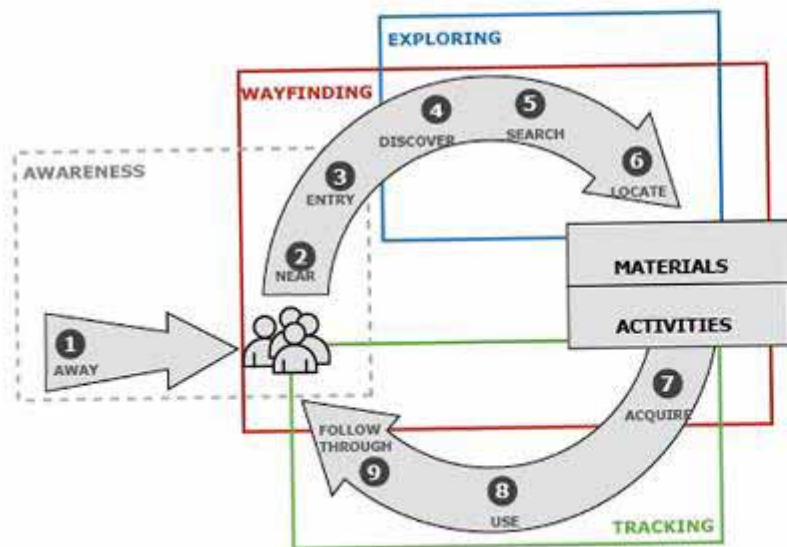 EXPLORING
WAYFINDING
4
DISCOVER
5
SEARCH
6
LOCATE
AWARENESS
3
ENTRY
2
NEAR
1
AWAY
MATERIALS
ACTIVITIES
7
ACQUIRE
8
USE
FOLLOW
THROUGH
9
TRACKING